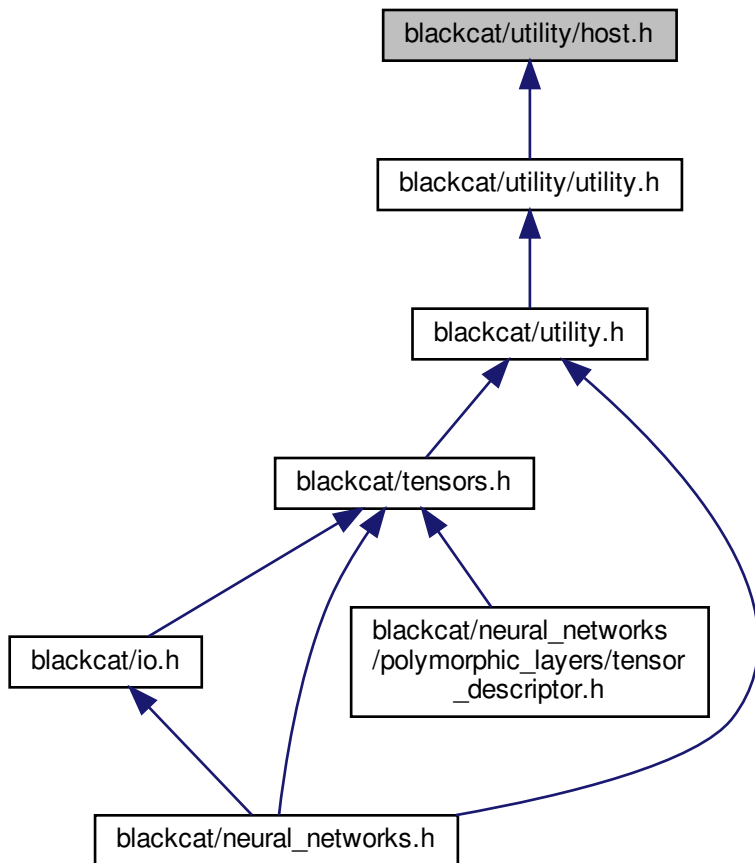 blackcat/utility/host.h
blackcat/utility/utility.h
blackcat/utility.h
blackcat/tensors.h
blackcat/neural_networks
/polymorphic_layers/tensor
_descriptor.h
blackcat/io.h
blackcat/neural_networks.h